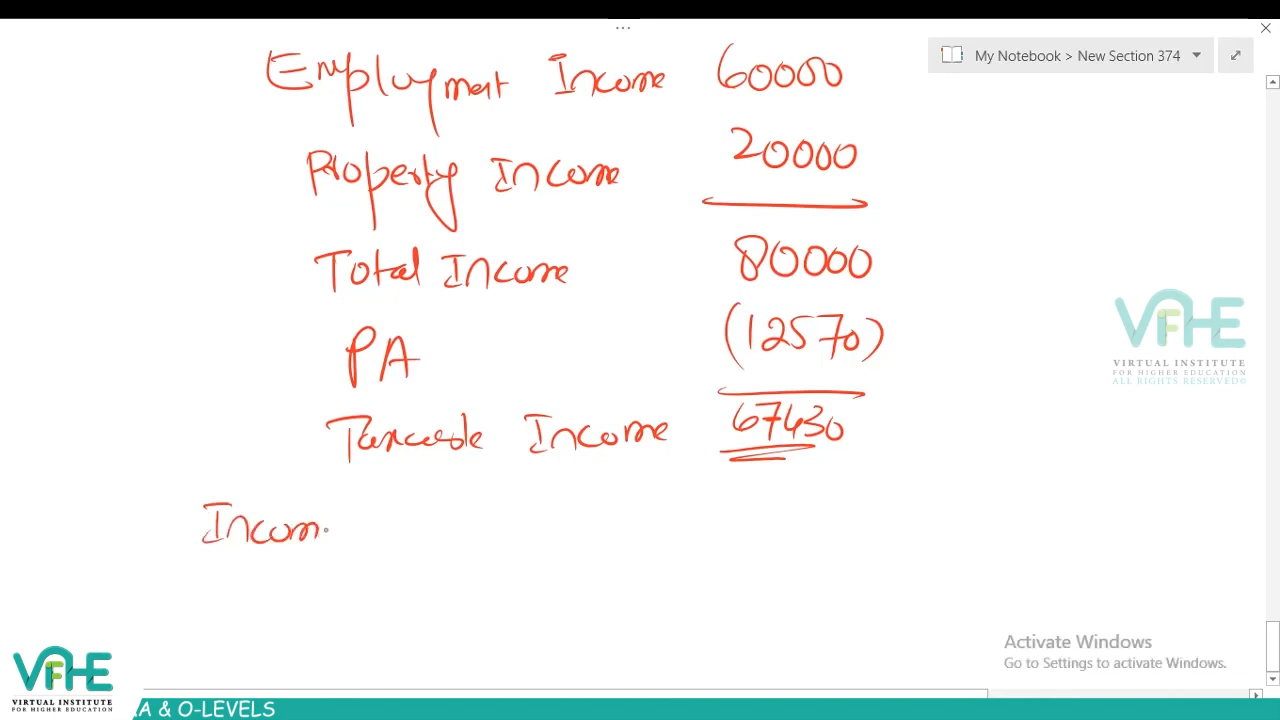 ...
My Notebook > New Section 374
Employment Income 60000
Property Income 20000
Total Income 80000
PA (12570)
Taxable Income 67430
Incom
VFHE
VIRTUAL INSTITUTE
FOR HIGHER EDUCATION
ALL RIGHTS RESERVED©
Activate Windows
Go to Settings to activate Windows.
VFHE
VIRTUAL INSTITUTE
FOR HIGHER EDUCATION
A & O-LEVELS